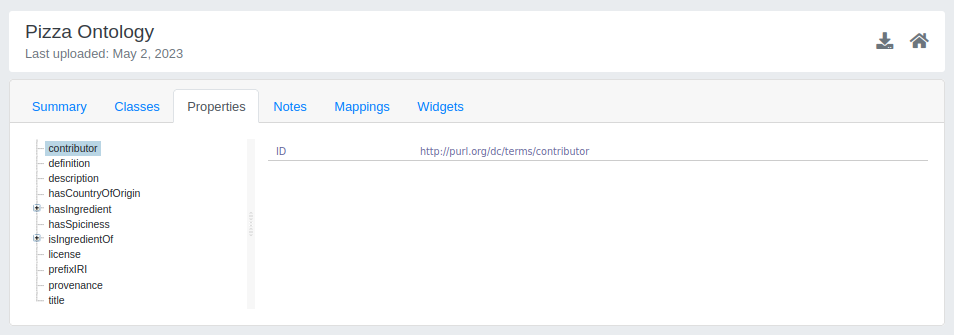 Pizza Ontology
Last uploaded: May 2, 2023
Summary Classes Properties Notes Mappings Widgets
contributor
definition
description
hasCountryOfOrigin
hasIngredient
hasSpiciness
isIngredientOf
license
prefixIRI
provenance
title
ID http://purl.org/dc/terms/contributor